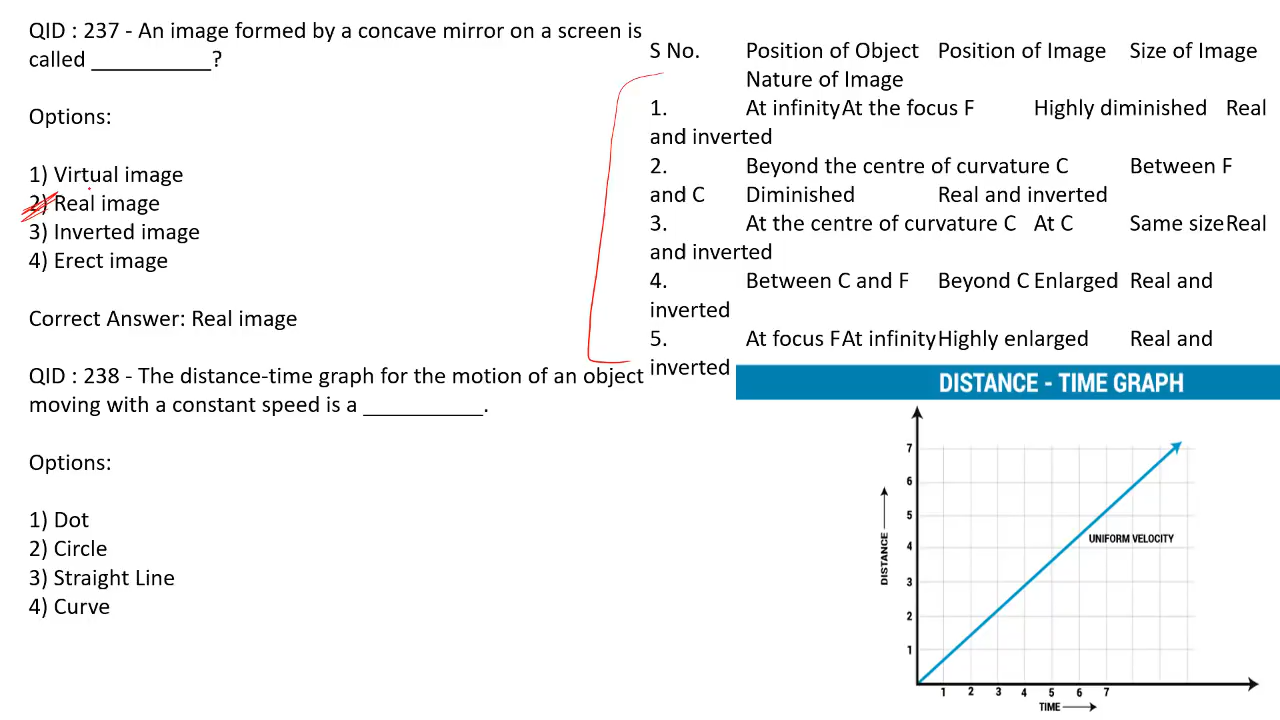 QID : 237 - An image formed by a concave mirror on a screen is
called __________?
Options:
1) Virtual image
2) Real image
3) Inverted image
4) Erect image
Correct Answer: Real image
QID : 238 - The distance-time graph for the motion of an object
moving with a constant speed is a __________.
Options:
1) Dot
2) Circle
3) Straight Line
4) Curve
S No. Position of Object Position of Image Size of Image
Nature of Image
1. At infinity At the focus F Highly diminished Real
and inverted
2. Beyond the centre of curvature C Between F
and C Diminished Real and inverted
3. At the centre of curvature C At C Same size Real
and inverted
4. Between C and F Beyond C Enlarged Real and
inverted
5. At focus F At infinity Highly enlarged Real and
inverted
DISTANCE - TIME GRAPH
7
6
5
4
3
2
1
DISTANCE
UNIFORM VELOCITY
1 2 3 4 5 6 7
TIME